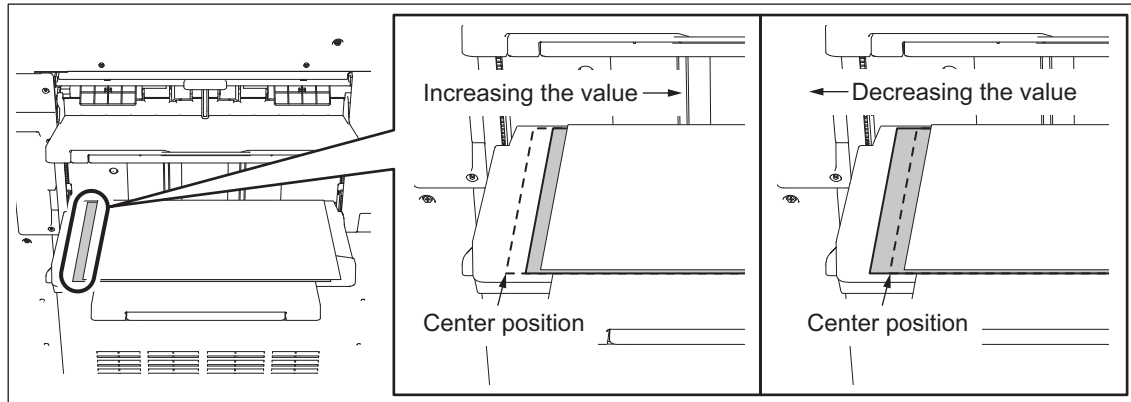 Increasing the value
Decreasing the value
Center position
Center position